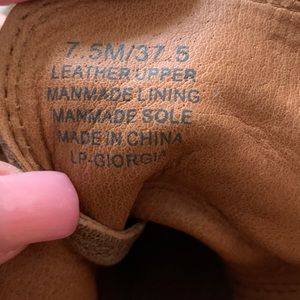 7.5M/37.5
LEATHER UPPER
MANMADE LINING
MANMADE SOLE
MADE IN CHINA
LP-GIORGIA